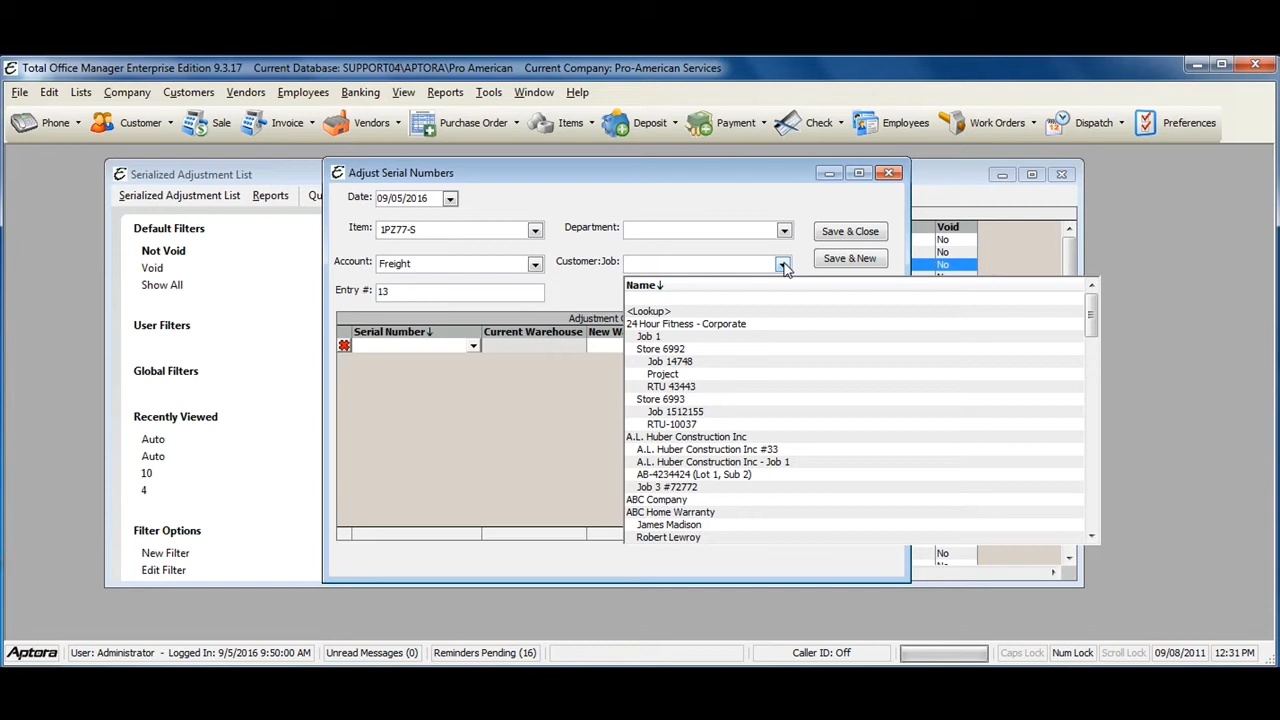 Total Office Manager Enterprise Edition 9.3.17 Current Database: SUPPORT04\APTORA\Pro American Current Company: Pro-American Services
File Edit Lists Company Customers Vendors Employees Banking View Reports Tools Window Help
Phone Customer Sale Invoice Vendors Purchase Order Items Deposit Payment Check Employees Work Orders Dispatch Preferences
Serialized Adjustment List
Serialized Adjustment List Reports Qu
Default Filters
Not Void
Void
Show All
User Filters
Global Filters
Recently Viewed
Auto
Auto
10
4
Filter Options
New Filter
Edit Filter
Adjust Serial Numbers
Date: 09/05/2016
Item: 1PZ77-S Department: Save & Close
Account: Freight Customer:Job: Save & New
Entry #: 13
Adjustment
Serial Number Current Warehouse New W
Name
<Lookup>
24 Hour Fitness - Corporate
Job 1
Store 6992
Job 14748
Project
RTU 43443
Store 6993
Job 1512155
RTU-10037
A.L. Huber Construction Inc
A.L. Huber Construction Inc #33
A.L. Huber Construction Inc - Job 1
AB-4234424 (Lot 1, Sub 2)
Job 3 #72772
ABC Company
ABC Home Warranty
James Madison
Robert Lewroy
Void
No
No
No
No
Aptora User: Administrator - Logged In: 9/5/2016 9:50:00 AM Unread Messages (0) Reminders Pending (16) Caller ID: Off Caps Lock Num Lock Scroll Lock 09/08/2011 12:31 PM